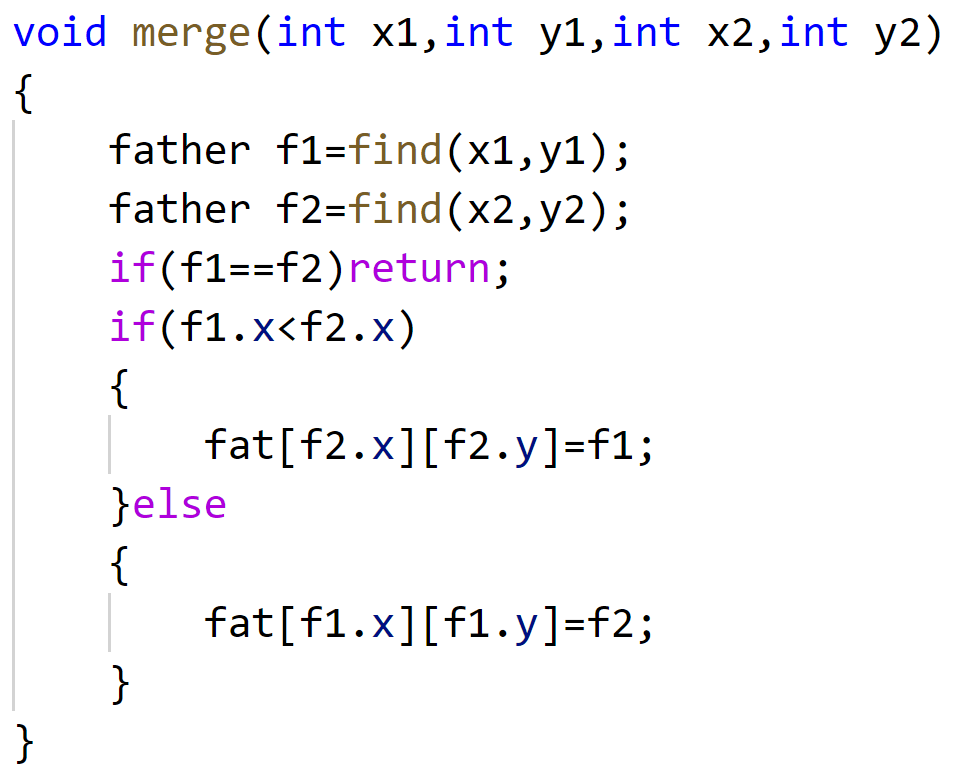 void merge(int x1,int y1,int x2,int y2)
{
    father f1=find(x1,y1);
    father f2=find(x2,y2);
    if(f1==f2)return;
    if(f1.x<f2.x)
    {
        fat[f2.x][f2.y]=f1;
    }else
    {
        fat[f1.x][f1.y]=f2;
    }
}